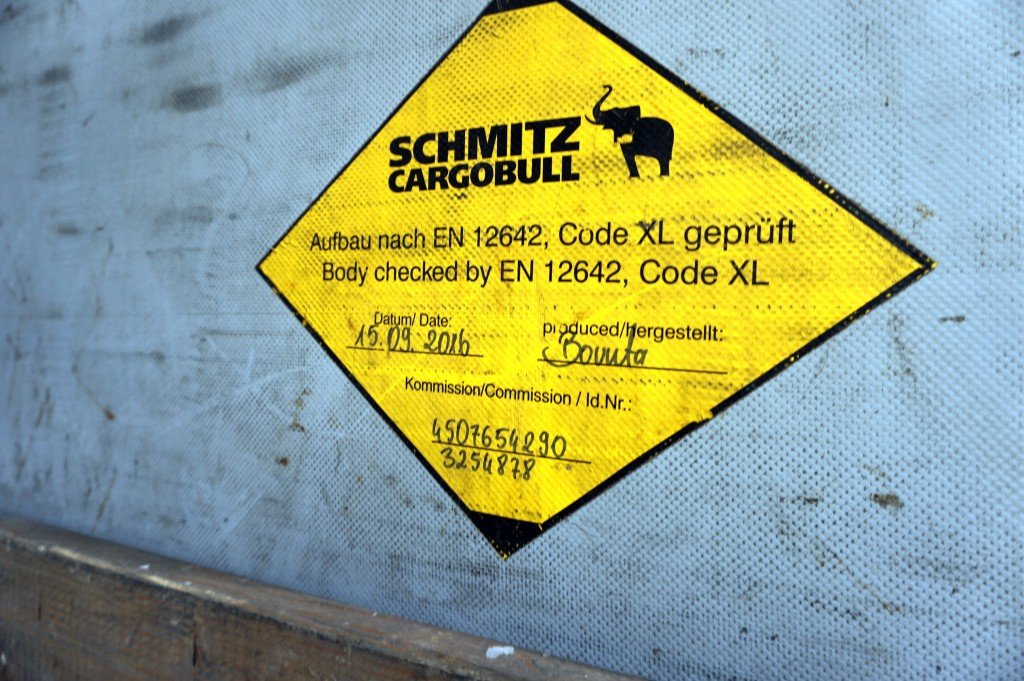 SCHMITZ
CARGOBULL
Aufbau nach EN 12642, Code XL geprüft
Body checked by EN 12642, Code XL
Datum/ Date:
15.09.2016
produced/hergestellt:
Kommission/Commission / Id.Nr.:
4507654290
3254878